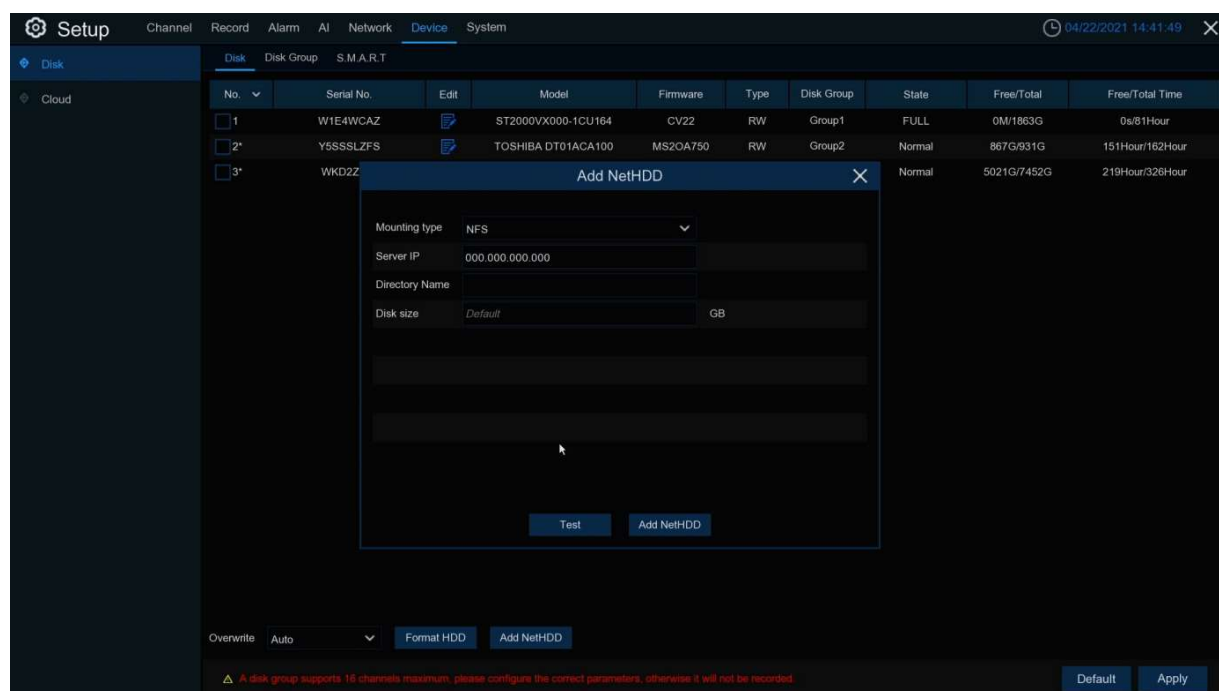 Setup Channel Record Alarm AI Network Device System 04/22/2021 14:41:49
Disk
Cloud
Disk Disk Group S.M.A.R.T
No. Serial No. Edit Model Firmware Type Disk Group State Free/Total Free/Total Time
1 W1E4WCAZ ST2000VX000-1CU164 CV22 RW Group1 FULL 0M/1863G 0s/81Hour
2* Y5SSSLZFS TOSHIBA DT01ACA100 MS2OA750 RW Group2 Normal 867G/931G 151Hour/162Hour
3* WKD2Z Normal 5021G/7452G 219Hour/326Hour
Add NetHDD
Mounting type NFS
Server IP 000.000.000.000
Directory Name
Disk size Default GB
Test Add NetHDD
Overwrite Auto Format HDD Add NetHDD
A disk group supports 16 channels maximum, please configure the correct parameters, otherwise it will not be recorded.
Default Apply